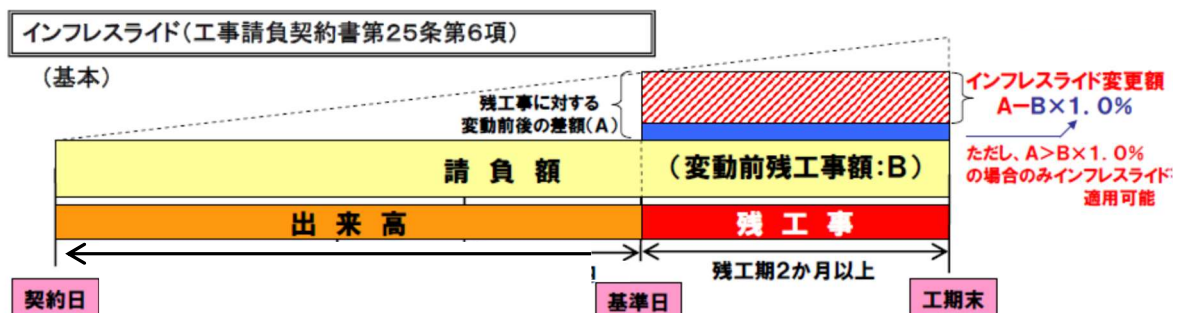 インフレスライド(工事請負契約書第25条第6項)
(基本)
残工事に対する
変動前後の差額(A)
インフレスライド変更額
A-B×1.0%
ただし、A>B×1.0%
の場合のみインフレスライド
適用可能
請負額
(変動前残工事額:B)
出来高
残工事
残工期2か月以上
契約日
基準日
工期末